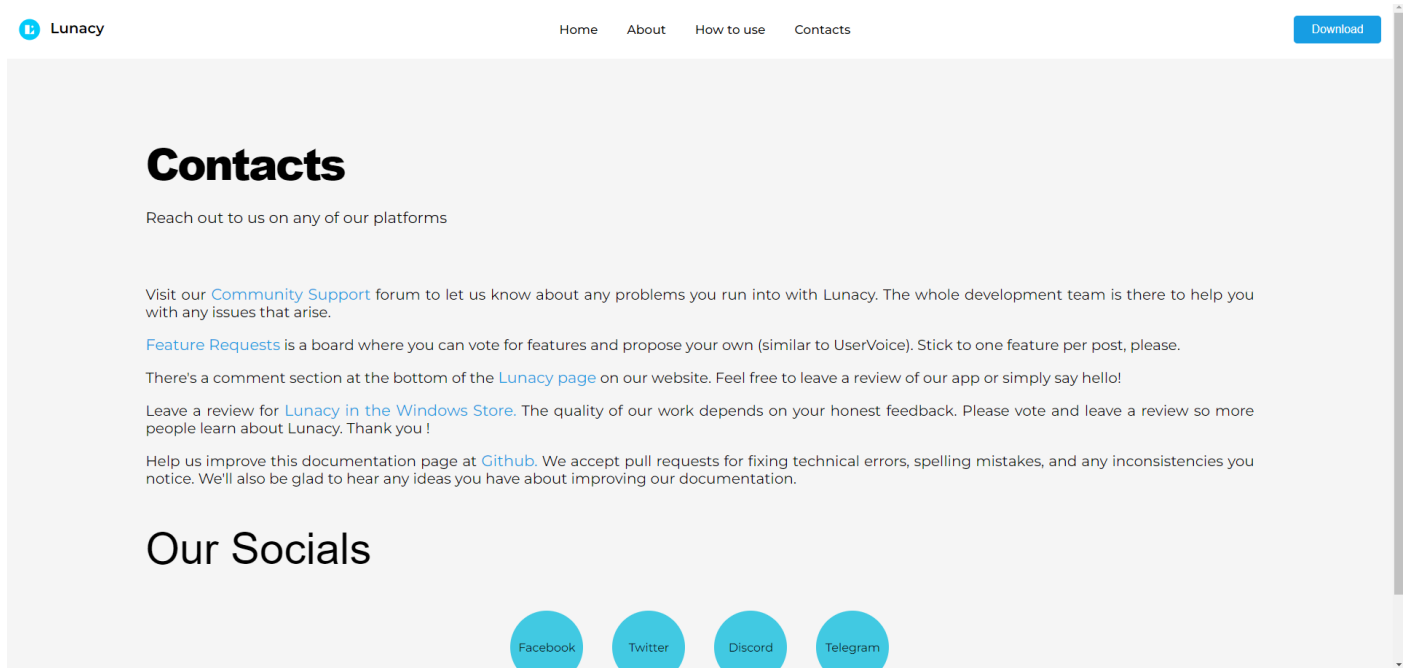 Lunacy
Home About How to use Contacts
Download
Contacts
Reach out to us on any of our platforms
Visit our Community Support forum to let us know about any problems you run into with Lunacy. The whole development team is there to help you
with any issues that arise.
Feature Requests is a board where you can vote for features and propose your own (similar to UserVoice). Stick to one feature per post, please.
There's a comment section at the bottom of the Lunacy page on our website. Feel free to leave a review of our app or simply say hello!
Leave a review for Lunacy in the Windows Store. The quality of our work depends on your honest feedback. Please vote and leave a review so more
people learn about Lunacy. Thank you !
Help us improve this documentation page at Github. We accept pull requests for fixing technical errors, spelling mistakes, and any inconsistencies you
notice. We'll also be glad to hear any ideas you have about improving our documentation.
Our Socials
Facebook Twitter Discord Telegram